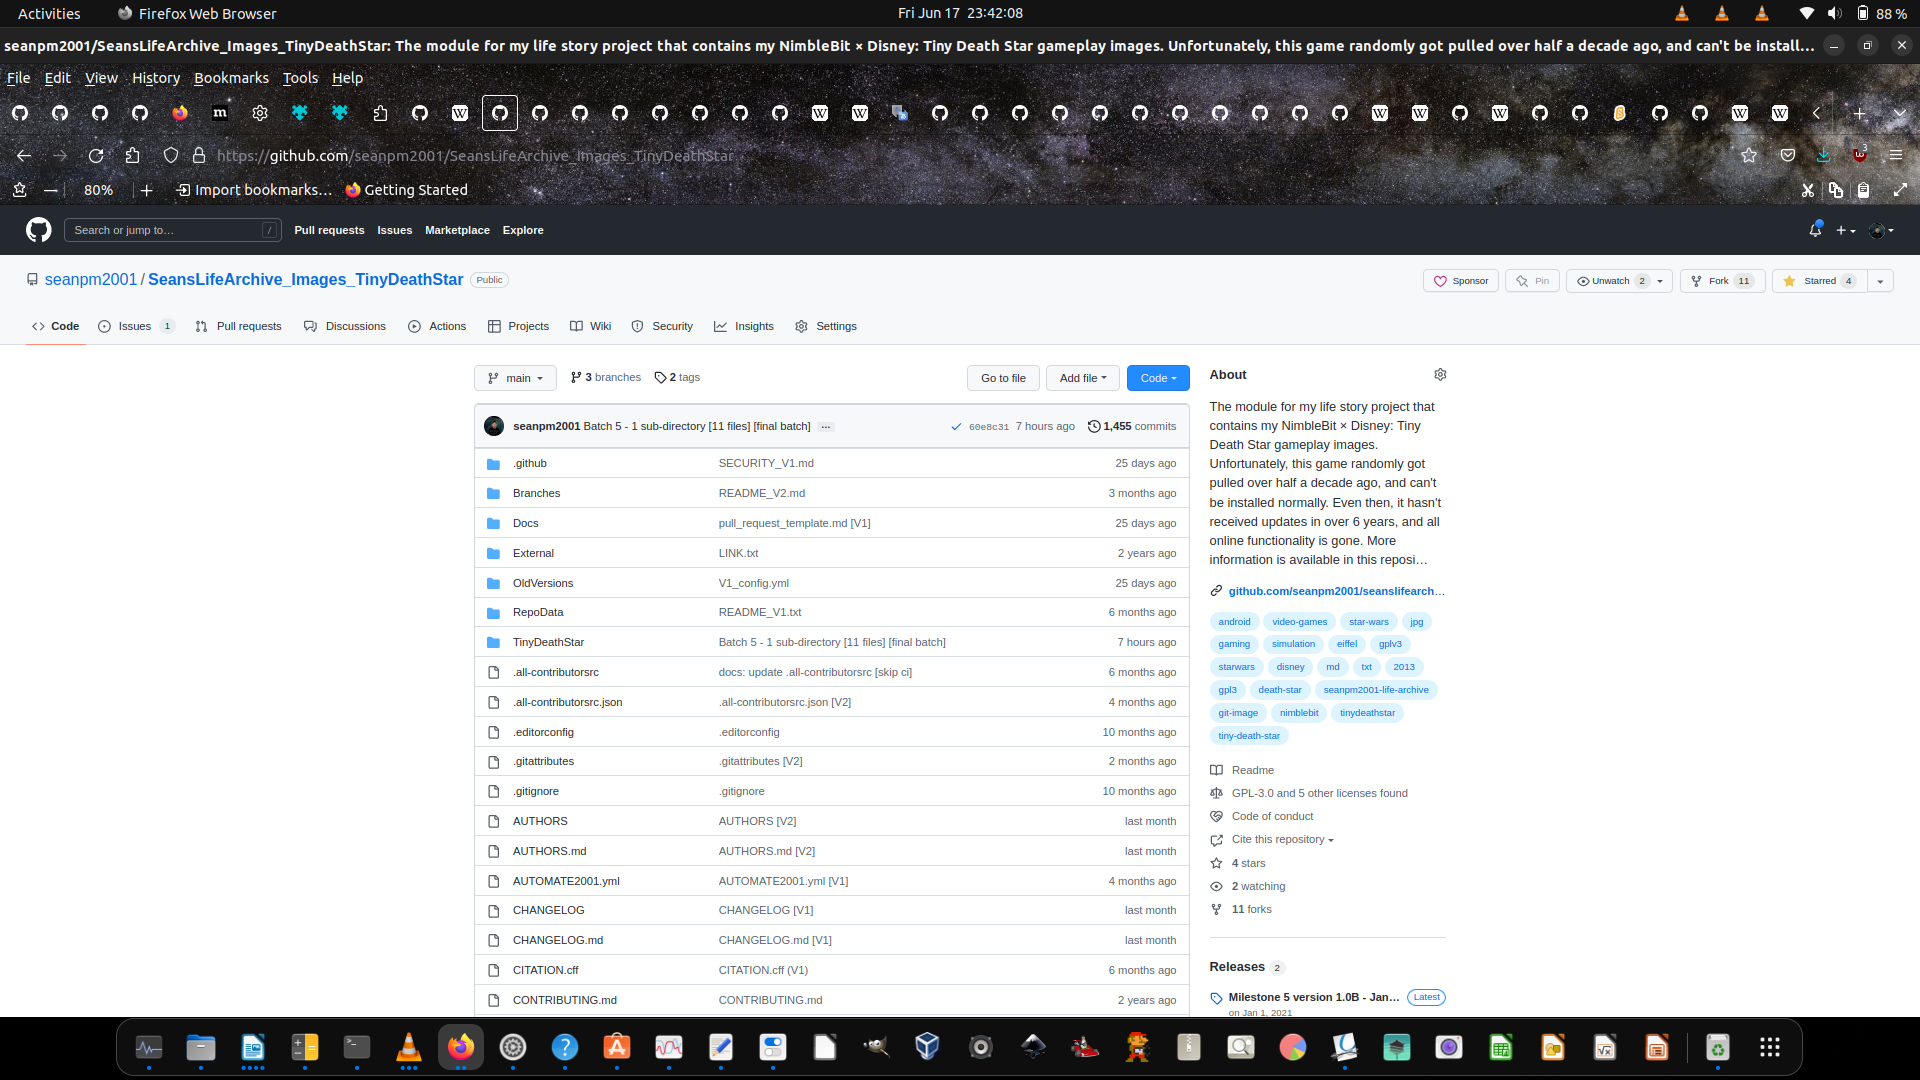 Activities
Firefox Web Browser
Fri Jun 17 23:42:08
88 %
seanpm2001/SeansLifeArchive_Images_TinyDeathStar: The module for my life story project that contains my NimbleBit × Disney: Tiny Death Star gameplay images. Unfortunately, this game randomly got pulled over half a decade ago, and can't be install…
File Edit View History Bookmarks Tools Help
https://github.com/seanpm2001/SeansLifeArchive_Images_TinyDeathStar
3
80%
Import bookmarks…
Getting Started
Search or jump to…
/
Pull requests Issues Marketplace Explore
seanpm2001 / SeansLifeArchive_Images_TinyDeathStar Public
Sponsor
Pin
Unwatch 2
Fork 11
Starred 4
Code
Issues 1
Pull requests
Discussions
Actions
Projects
Wiki
Security
Insights
Settings
main
3 branches
2 tags
Go to file
Add file
Code
seanpm2001 Batch 5 - 1 sub-directory [11 files] [final batch] …
60e8c31 7 hours ago
1,455 commits
.github SECURITY_V1.md 25 days ago
Branches README_V2.md 3 months ago
Docs pull_request_template.md [V1] 25 days ago
External LINK.txt 2 years ago
OldVersions V1_config.yml 25 days ago
RepoData README_V1.txt 6 months ago
TinyDeathStar Batch 5 - 1 sub-directory [11 files] [final batch] 7 hours ago
.all-contributorsrc docs: update .all-contributorsrc [skip ci] 6 months ago
.all-contributorsrc.json .all-contributorsrc.json [V2] 4 months ago
.editorconfig .editorconfig 10 months ago
.gitattributes .gitattributes [V2] 2 months ago
.gitignore .gitignore 10 months ago
AUTHORS AUTHORS [V2] last month
AUTHORS.md AUTHORS.md [V2] last month
AUTOMATE2001.yml AUTOMATE2001.yml [V1] 4 months ago
CHANGELOG CHANGELOG [V1] last month
CHANGELOG.md CHANGELOG.md [V1] last month
CITATION.cff CITATION.cff (V1) 6 months ago
CONTRIBUTING.md CONTRIBUTING.md 2 years ago
About
The module for my life story project that
contains my NimbleBit × Disney: Tiny
Death Star gameplay images.
Unfortunately, this game randomly got
pulled over half a decade ago, and can't
be installed normally. Even then, it hasn't
received updates in over 6 years, and all
online functionality is gone. More
information is available in this reposi…
github.com/seanpm2001/seanslifearch…
android video-games star-wars jpg
gaming simulation eiffel gplv3
starwars disney md txt 2013
gpl3 death-star seanpm2001-life-archive
git-image nimblebit tinydeathstar
tiny-death-star
Readme
GPL-3.0 and 5 other licenses found
Code of conduct
Cite this repository
4 stars
2 watching
11 forks
Releases 2
Milestone 5 version 1.0B - Jan… Latest
on Jan 1, 2021